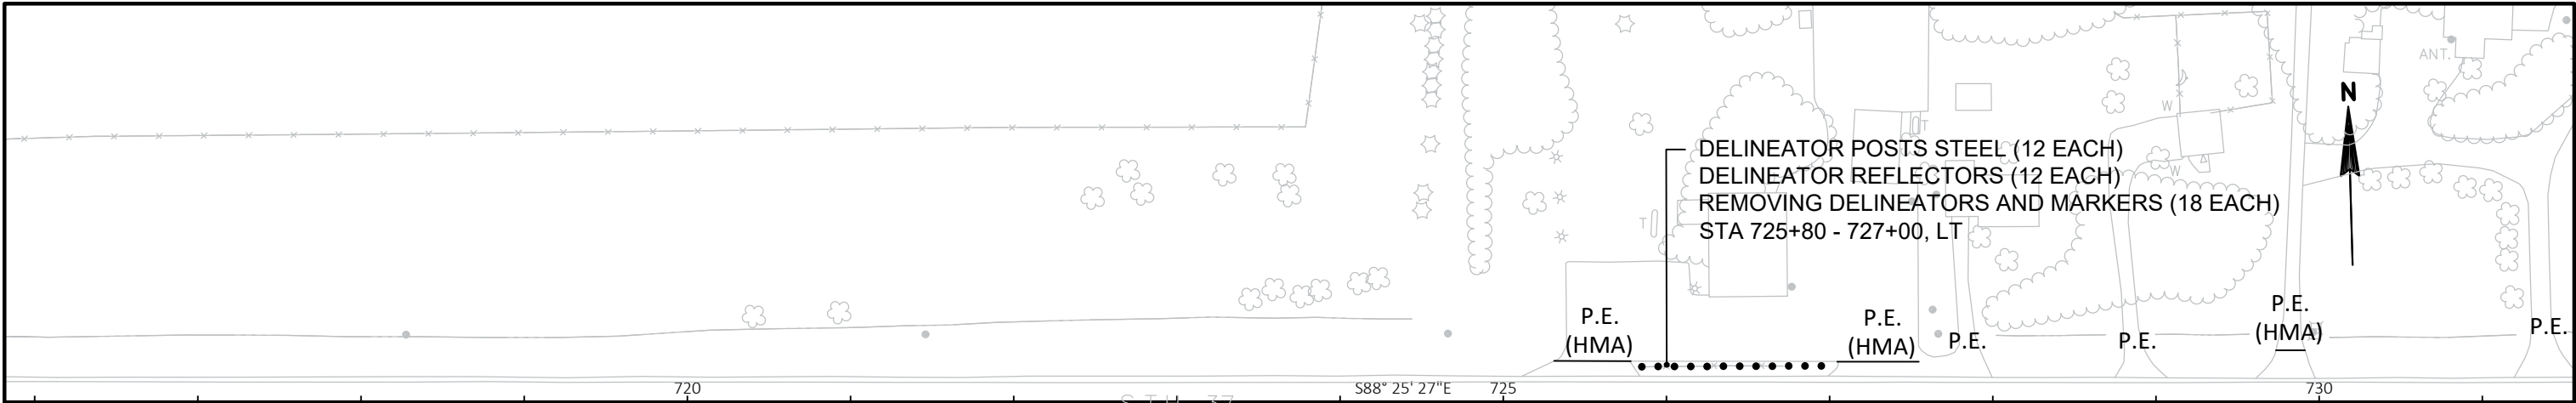 ANT.
N
W
T
DELINEATOR POSTS STEEL (12 EACH)
DELINEATOR REFLECTORS (12 EACH)
W
REMOVING DELINEATORS AND MARKERS (18 EACH)
T
STA 725+80 - 727+00, LT
P.E.
(HMA)
P.E.
(HMA)
P.E.
P.E.
P.E.
(HMA)
P.E.
720
S88° 25' 27"E
725
730
S.T.H. 37